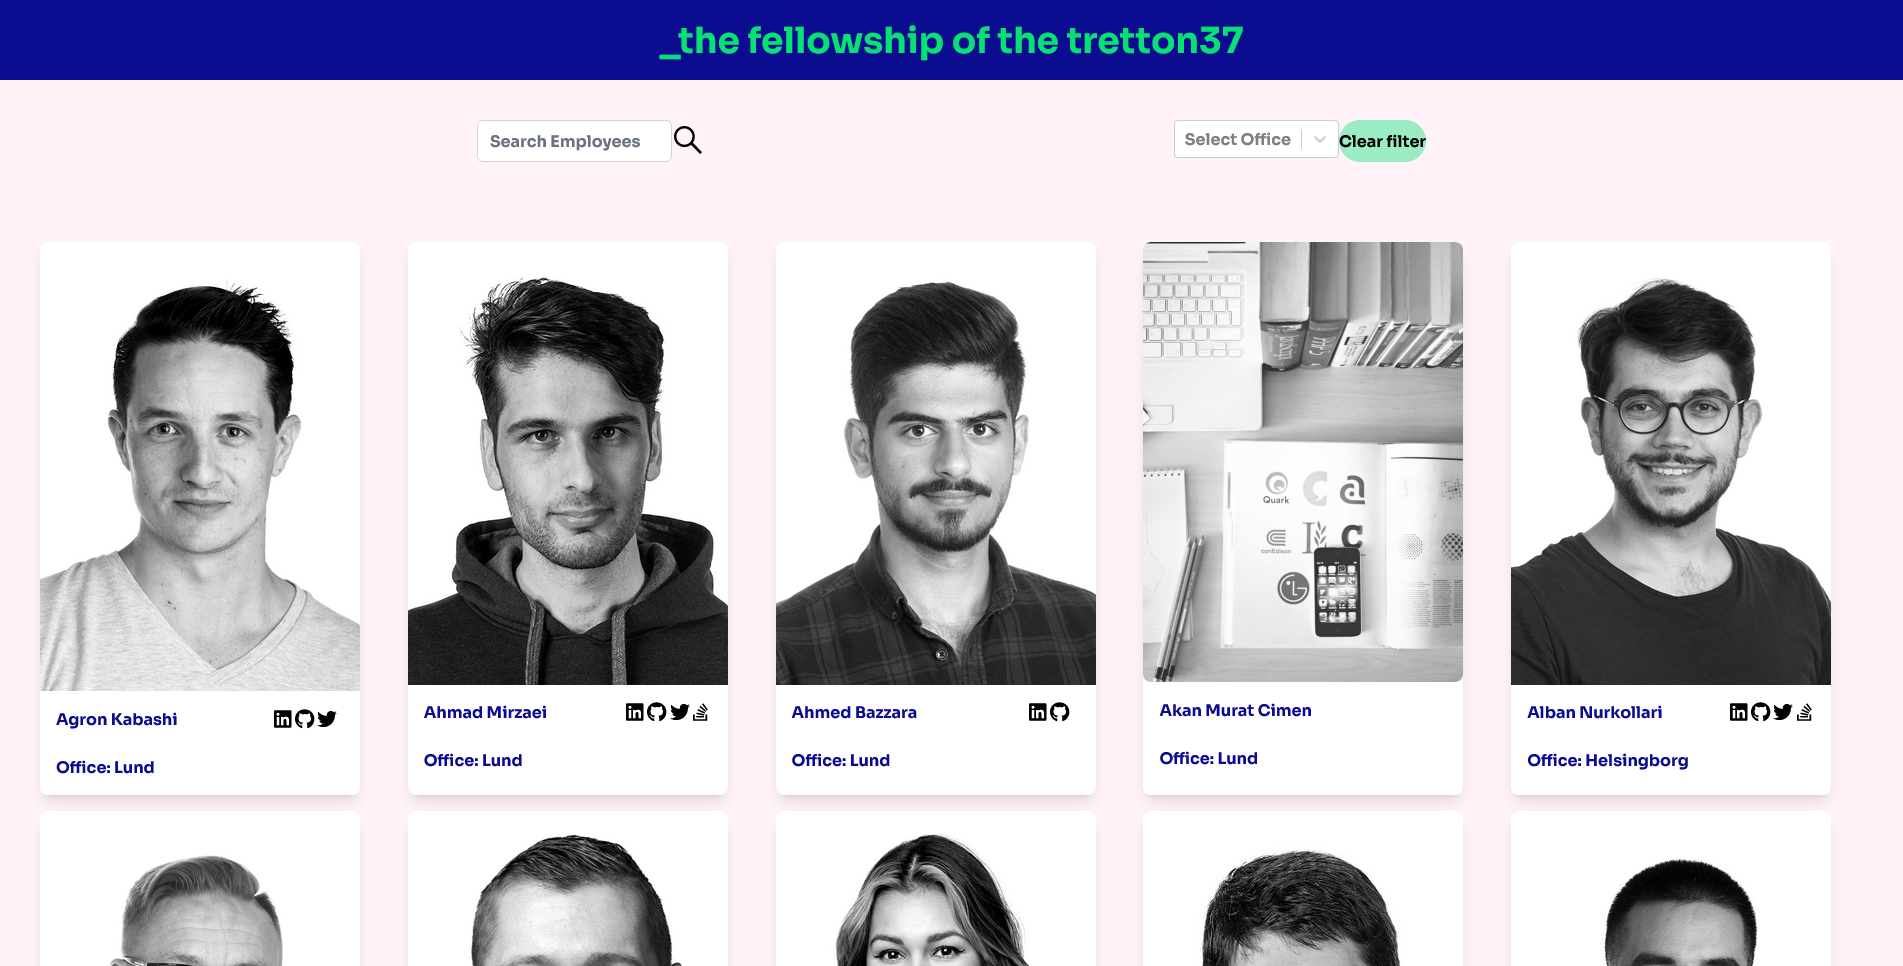 _the fellowship of the tretton37
Search Employees
Select Office
Clear filter
Quark
conEdison
LG
Agron Kabashi
Office: Lund
Ahmad Mirzaei
Office: Lund
Ahmed Bazzara
Office: Lund
Akan Murat Cimen
Office: Lund
Alban Nurkollari
Office: Helsingborg